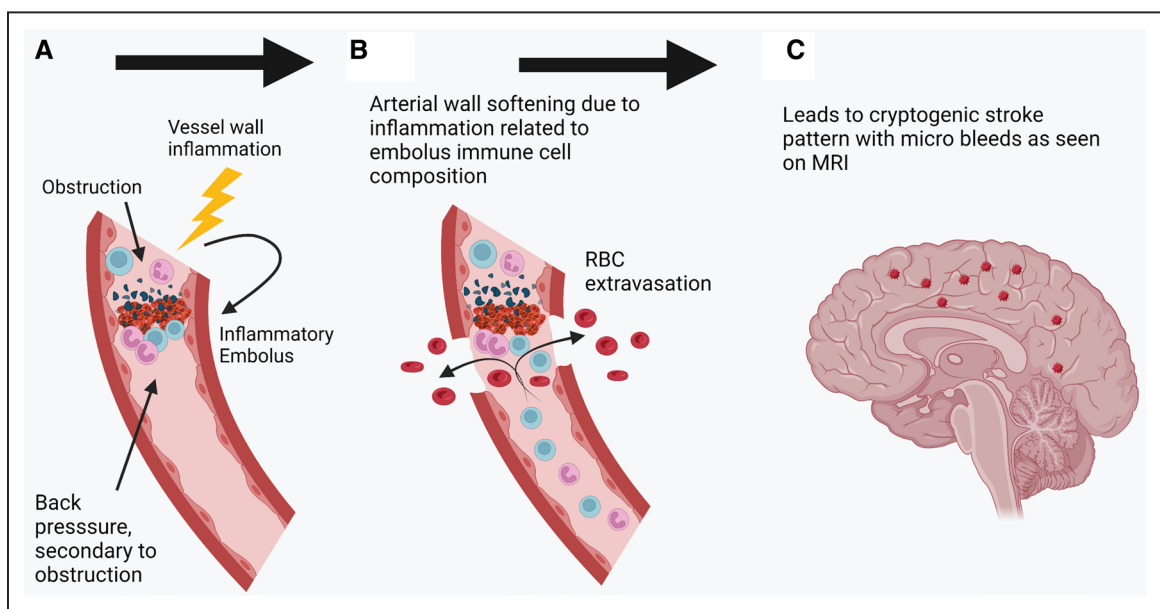 A
B
C
Vessel wall
inflammation
Obstruction
Inflammatory
Embolus
Back
presssure,
secondary to
obstruction
Arterial wall softening due to
inflammation related to
embolus immune cell
composition
RBC
extravasation
Leads to cryptogenic stroke
pattern with micro bleeds as seen
on MRI